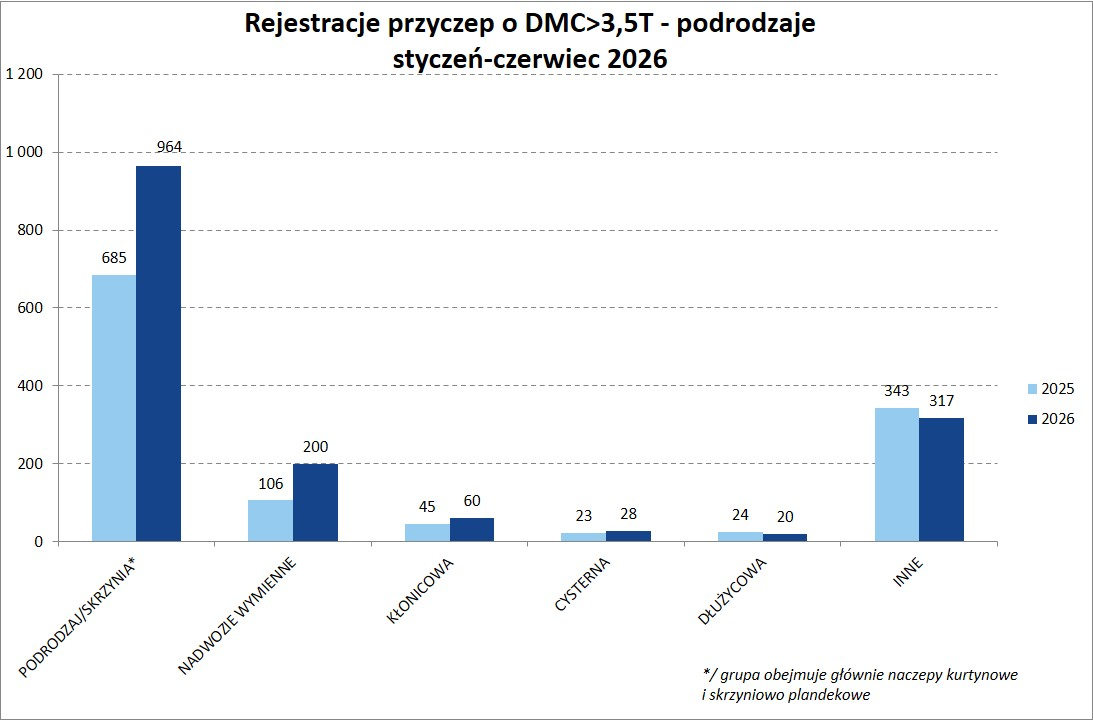 Rejestracje przyczep o DMC>3,5T - podrodzaje
styczeń-czerwiec 2026
1 200
1 000
800
600
400
200
0
685
964
106
200
45
60
23
28
24
20
343
317
PODRODZAJ/SKRZYNIA*
NADWOZIE WYMIENNE
KŁONICOWA
CYSTERNA
DŁUŻYCOWA
INNE
2025
2026
*/ grupa obejmuje głównie naczepy kurtynowe
i skrzyniowo plandekowe